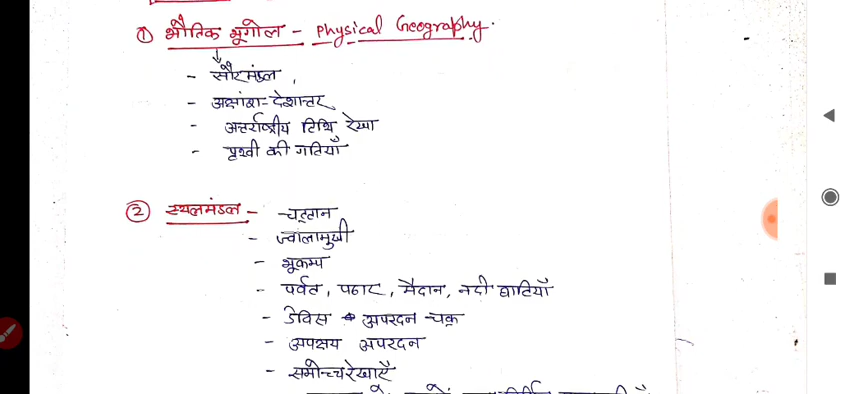 ① भौतिक भूगोल - Physical Geography.
- सौरमंडल,
- अक्षांश-देशान्तर
- अन्तर्राष्ट्रीय तिथि रेखा
- पृथ्वी की गतियाँ
② स्थलमंडल - - चट्टान
- ज्वालामुखी
- भूकम्प
- पर्वत, पठार, मैदान, नदी घाटियाँ
- डेविस अपरदन चक्र
- अपक्षय अपरदन
- समोच्चरेखाएँ